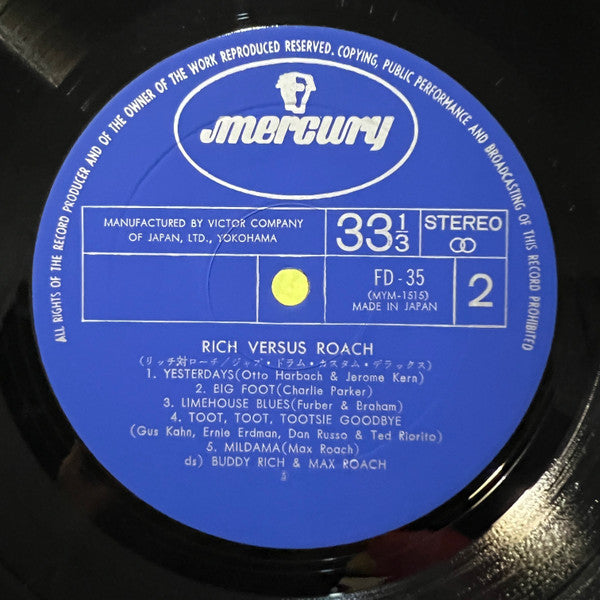 ALL RIGHTS OF THE RECORD PRODUCER AND OF THE OWNER OF THE WORK REPRODUCED RESERVED. COPYING, PUBLIC PERFORMANCE AND BROADCASTING OF THIS RECORD PROHIBITED
mercury
MANUFACTURED BY VICTOR COMPANY
OF JAPAN, LTD., YOKOHAMA
33 1/3
STEREO
FD-35
(MYM-1515)
MADE IN JAPAN
2
RICH VERSUS ROACH
(リッチ対ローチ/ジャズ・ドラム・カスタム・デラックス)
1. YESTERDAYS(Otto Harbach & Jerome Kern)
2. BIG FOOT(Charlie Parker)
3. LIMEHOUSE BLUES(Furber & Braham)
4. TOOT, TOOT, TOOTSIE GOODBYE
(Gus Kahn, Ernie Erdman, Dan Russo & Ted Riorito)
5. MILDAMA(Max Roach)
ds) BUDDY RICH & MAX ROACH